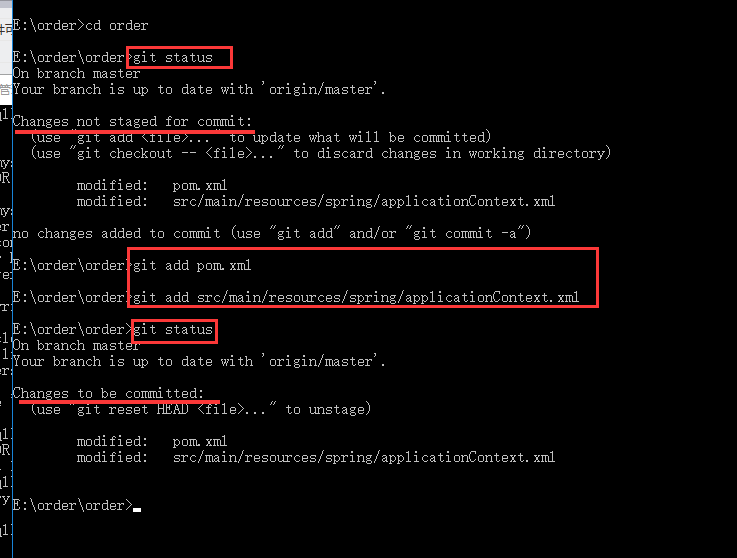 E:\order>cd order
E:\order\order>git status
On branch master
Your branch is up to date with 'origin/master'.
Changes not staged for commit:
(use "git add <file>..." to update what will be committed)
(use "git checkout -- <file>..." to discard changes in working directory)
modified:   pom.xml
modified:   src/main/resources/spring/applicationContext.xml
no changes added to commit (use "git add" and/or "git commit -a")
E:\order\order>git add pom.xml
E:\order\order>git add src/main/resources/spring/applicationContext.xml
E:\order\order>git status
On branch master
Your branch is up to date with 'origin/master'.
Changes to be committed:
(use "git reset HEAD <file>..." to unstage)
modified:   pom.xml
modified:   src/main/resources/spring/applicationContext.xml
E:\order\order>